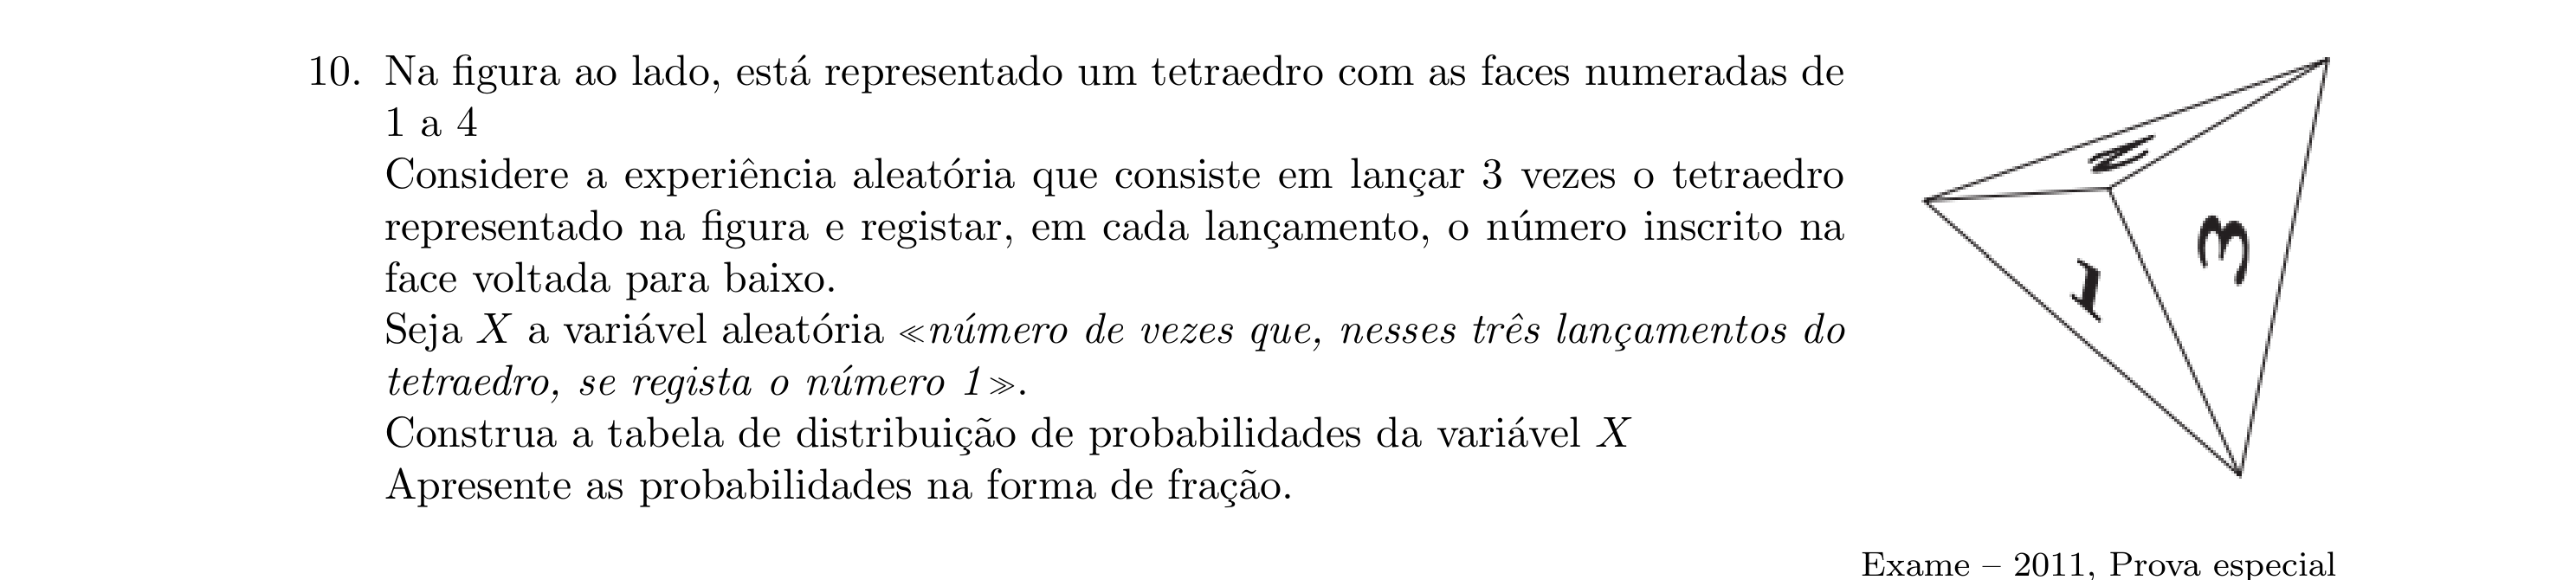 10. Na figura ao lado, está representado um tetraedro com as faces numeradas de
1 a 4
Considere a experiência aleatória que consiste em lançar 3 vezes o tetraedro
representado na figura e registar, em cada lançamento, o número inscrito na
face voltada para baixo.
Seja X a variável aleatória ≪número de vezes que, nesses três lançamentos do
tetraedro, se regista o número 1≫.
Construa a tabela de distribuição de probabilidades da variável X
Apresente as probabilidades na forma de fração.
2
3
1
Exame – 2011, Prova especial